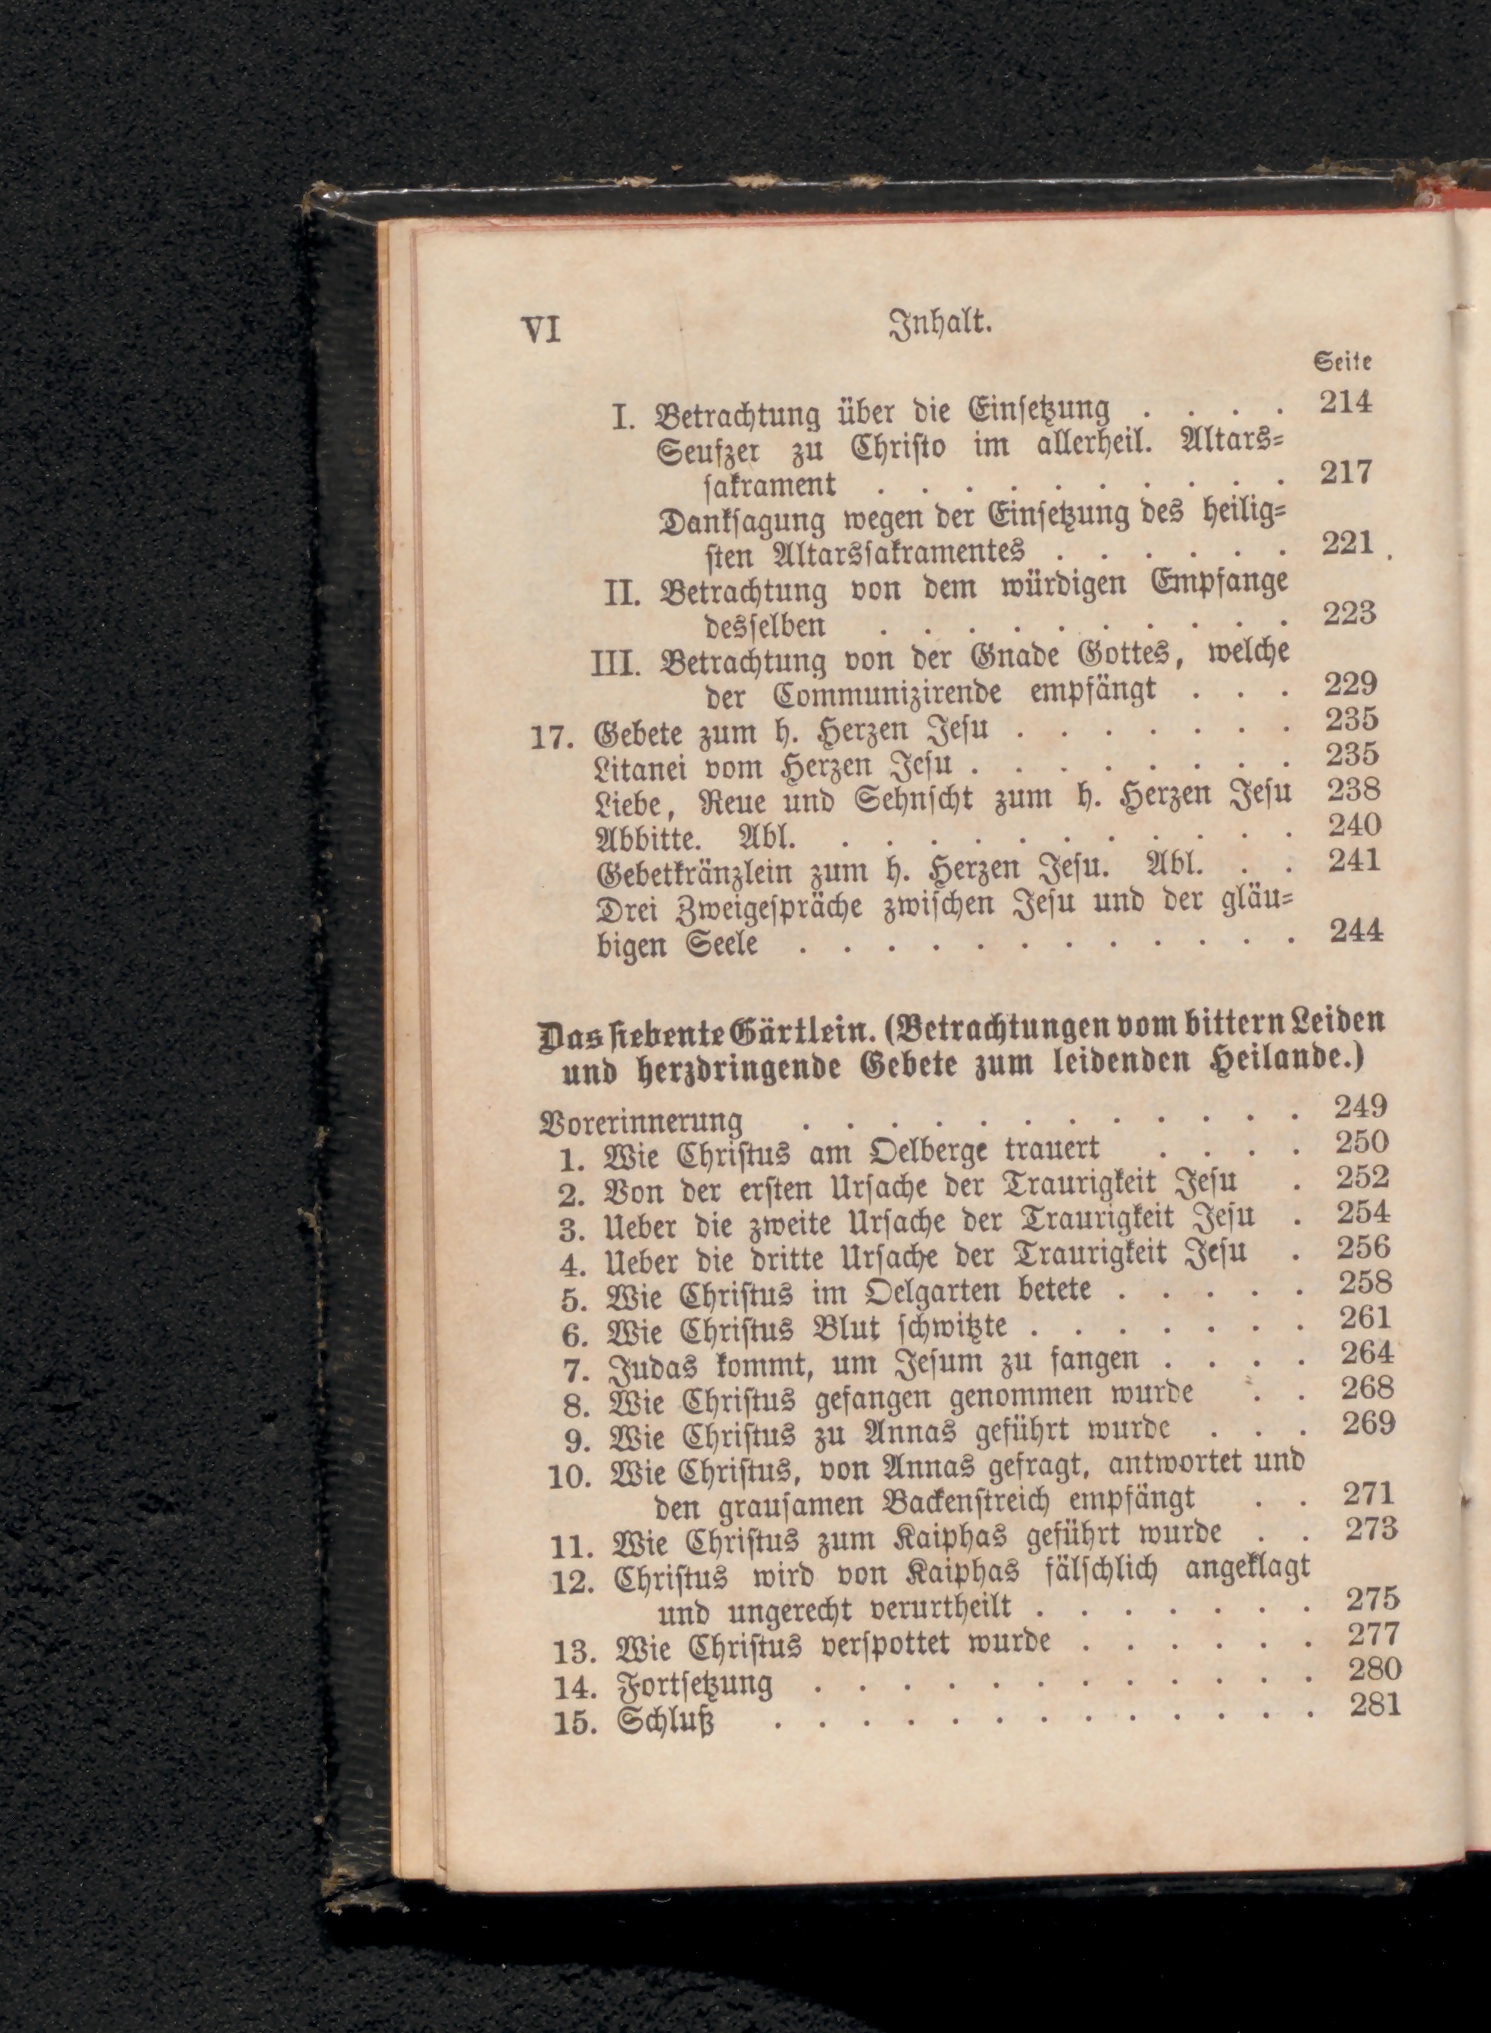 VI Inhalt.
Seite
I. Betrachtung über die Einsetzung . . . . 214
Seufzer zu Christo im allerheil. Altars-
sakrament . . . . . . . . . . 217
Danksagung wegen der Einsetzung des heilig-
sten Altarssakramentes . . . . . . 221
II. Betrachtung von dem würdigen Empfange
desselben . . . . . . . . . . 223
III. Betrachtung von der Gnade Gottes, welche
der Communizirende empfängt . . . 229
17. Gebete zum h. Herzen Jesu . . . . . . . 235
Litanei vom Herzen Jesu . . . . . . . . 235
Liebe, Reue und Sehnscht zum h. Herzen Jesu 238
Abbitte. Abl. . . . . . . . . . . . 240
Gebetkränzlein zum h. Herzen Jesu. Abl. . . 241
Drei Zweigespräche zwischen Jesu und der gläu-
bigen Seele . . . . . . . . . . . . 244
Das siebente Gärtlein. (Betrachtungen vom bittern Leiden
und herzdringende Gebete zum leidenden Heilande.)
Vorerinnerung . . . . . . . . . . . . 249
1. Wie Christus am Oelberge trauert . . . . 250
2. Von der ersten Ursache der Traurigkeit Jesu . 252
3. Ueber die zweite Ursache der Traurigkeit Jesu . 254
4. Ueber die dritte Ursache der Traurigkeit Jesu . 256
5. Wie Christus im Oelgarten betete . . . . . 258
6. Wie Christus Blut schwitzte . . . . . . . 261
7. Judas kommt, um Jesum zu fangen . . . . 264
8. Wie Christus gefangen genommen wurde . . 268
9. Wie Christus zu Annas geführt wurde . . . 269
10. Wie Christus, von Annas gefragt, antwortet und
den grausamen Backenstreich empfängt . . 271
11. Wie Christus zum Kaiphas geführt wurde . . 273
12. Christus wird von Kaiphas fälschlich angeklagt
und ungerecht verurtheilt . . . . . . . 275
13. Wie Christus verspottet wurde . . . . . . 277
14. Fortsetzung . . . . . . . . . . . . 280
15. Schluß . . . . . . . . . . . . . 281